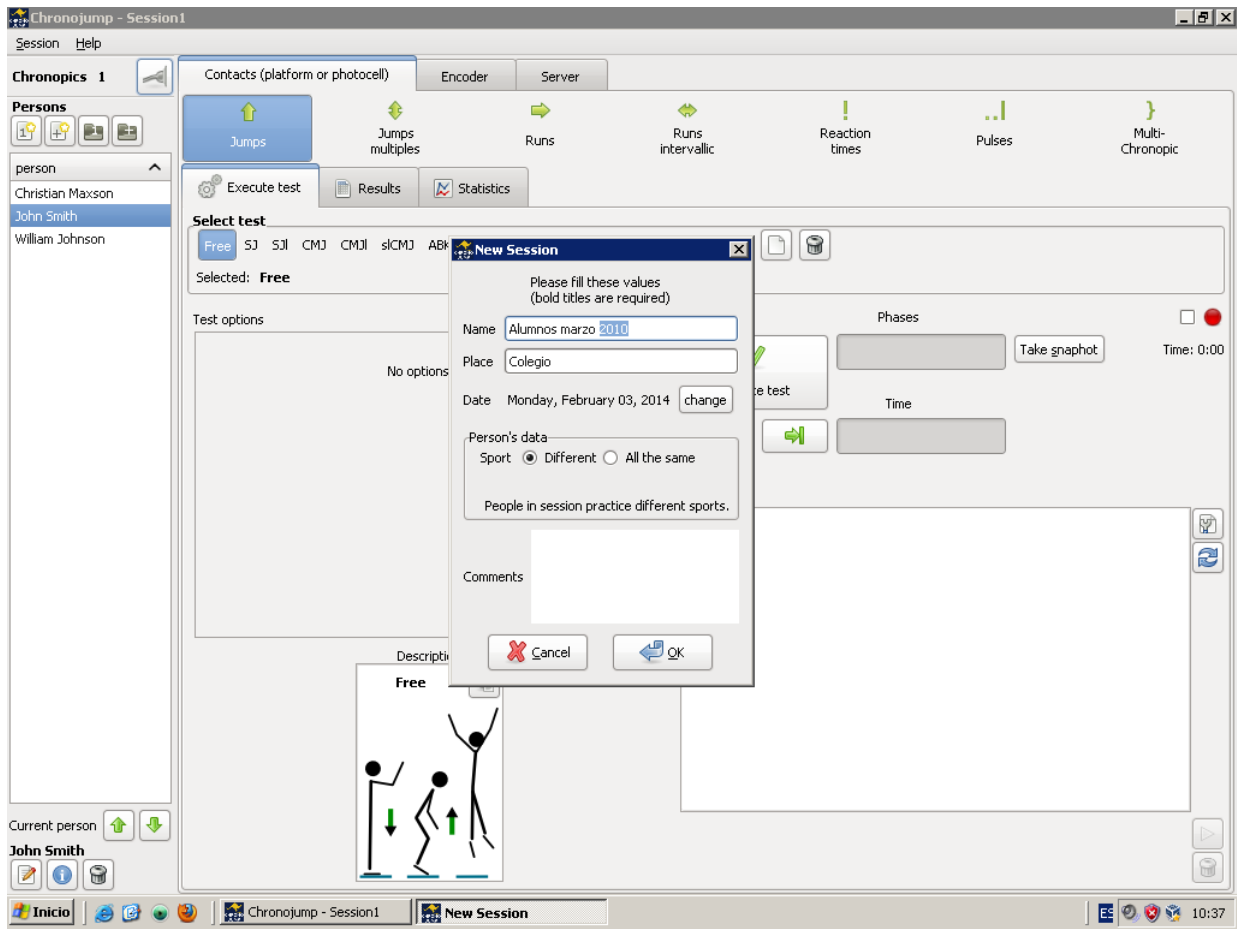 Chronojump - Session1
Session Help
Chronopics 1
Contacts (platform or photocell) Encoder Server
Persons
Jumps
Jumps multiples
Runs
Runs intervallic
Reaction times
Pulses
Multi-Chronopic
person
Christian Maxson
John Smith
William Johnson
Execute test Results Statistics
Select test
Free SJ SJl CMJ CMJl slCMJ
Selected: Free
Test options
No options
New Session
Please fill these values
(bold titles are required)
Name Alumnos marzo 2010
Place Colegio
Date Monday, February 03, 2014 change
Person's data
Sport Different All the same
People in session practice different sports.
Comments
Cancel OK
Phases
Take snaphot
Time: 0:00
test
Time
Free
Current person
John Smith
Inicio
Chronojump - Session1
New Session
ES
10:37